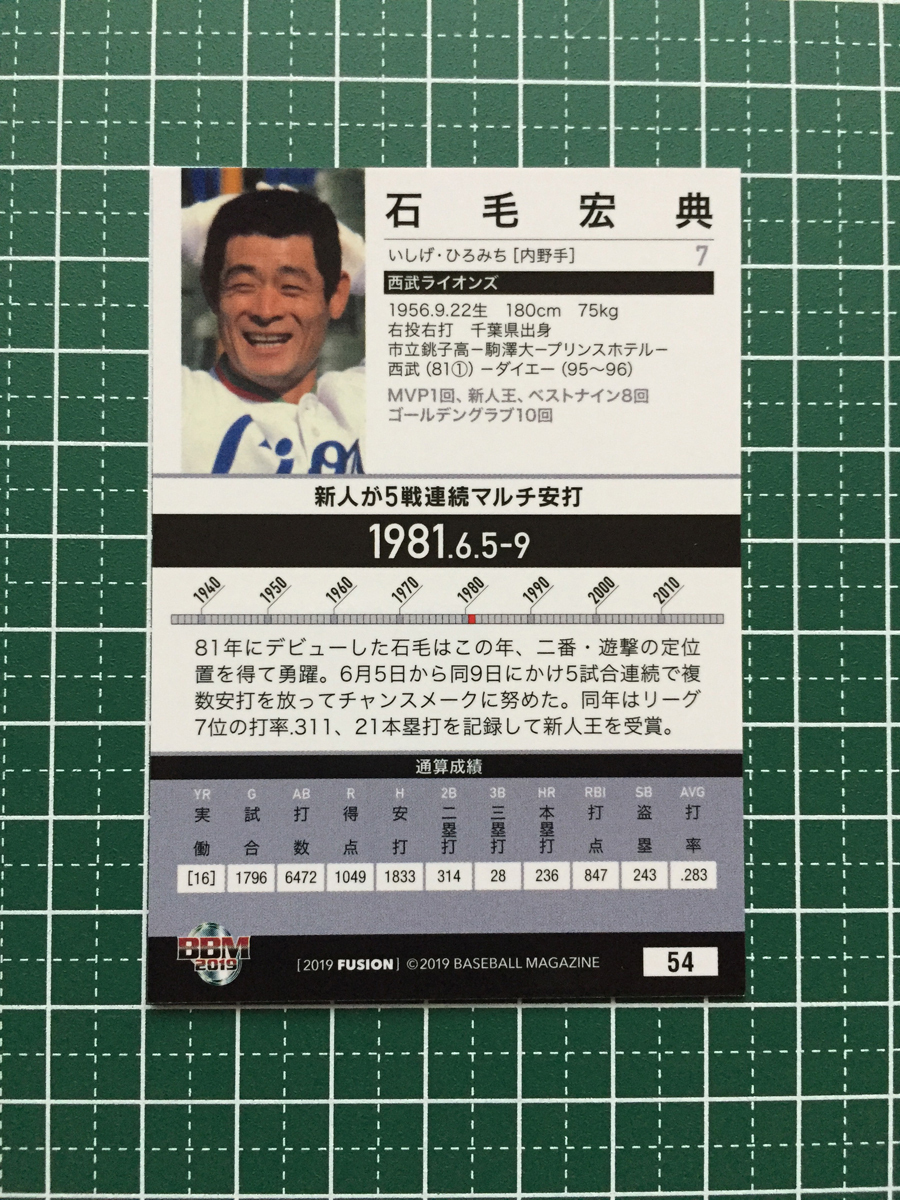 石毛宏典
いしげ・ひろみち [内野手] 7
西武ライオンズ
1956.9.22生 180cm 75kg
右投右打 千葉県出身
市立銚子高－駒澤大－プリンスホテル－
西武 (81①) －ダイエー (95～96)
MVP1回、新人王、ベストナイン8回
ゴールデングラブ10回
新人が5戦連続マルチ安打
1981.6.5-9
1940 1950 1960 1970 1980 1990 2000 2010
81年にデビューした石毛はこの年、二番・遊撃の定位
置を得て勇躍。6月5日から同9日にかけ5試合連続で複
数安打を放ってチャンスメークに努めた。同年はリーグ
7位の打率.311、21本塁打を記録して新人王を受賞。
通算成績
YR G AB R H 2B 3B HR RBI SB AVG
実働 試合 打数 得点 安打 二塁打 三塁打 本塁打 打点 盗塁 打率
[16] 1796 6472 1049 1833 314 28 236 847 243 .283
BBM
2019
[2019 FUSION] ©2019 BASEBALL MAGAZINE 54